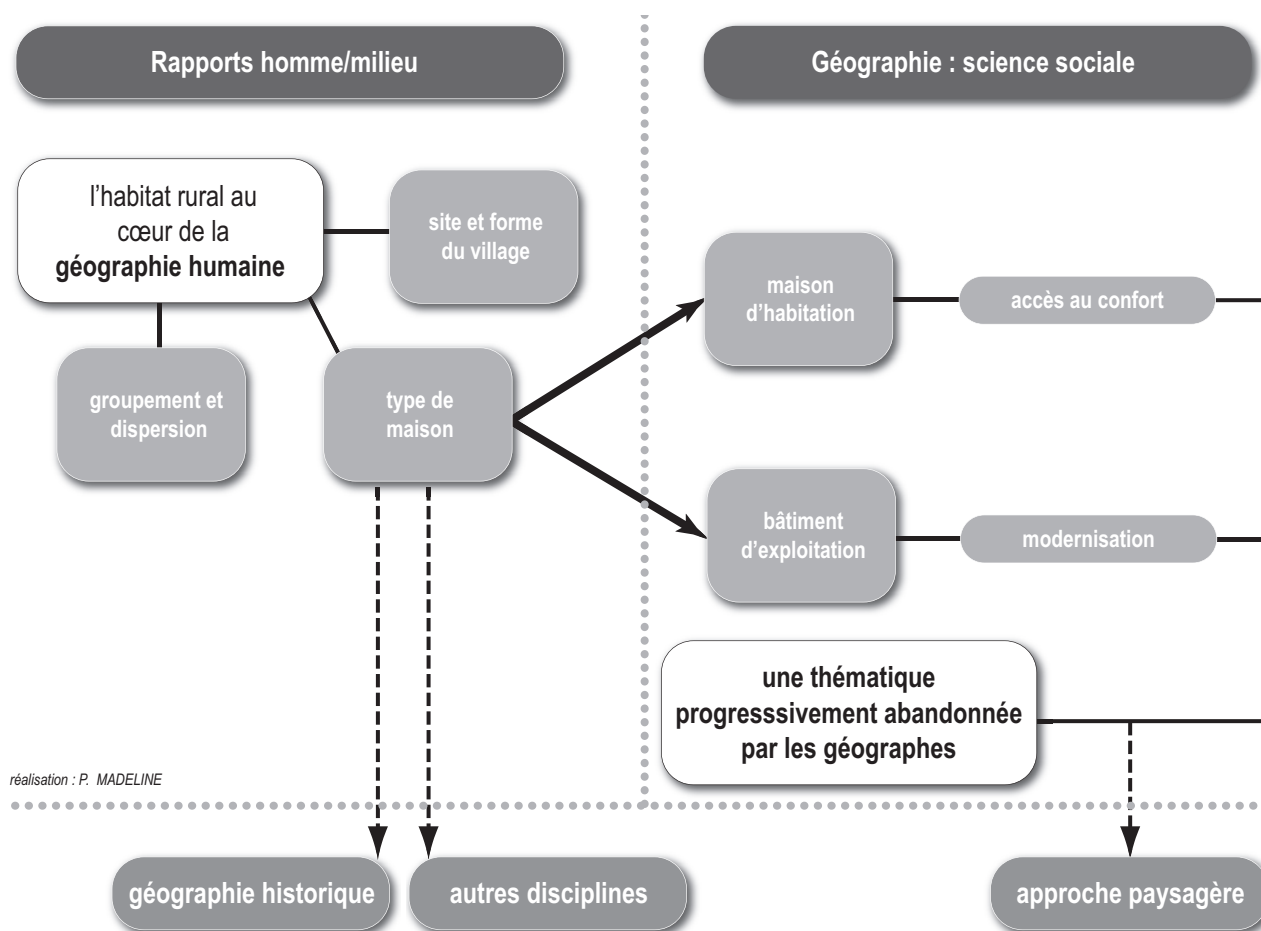 Rapports homme/milieu
Géographie : science sociale
l'habitat rural au
cœur de la
géographie humaine
site et forme
du village
groupement et
dispersion
type de
maison
maison
d'habitation
accès au confort
bâtiment
d'exploitation
modernisation
une thématique
progresssivement abandonnée
par les géographes
réalisation : P. MADELINE
géographie historique
autres disciplines
approche paysagère